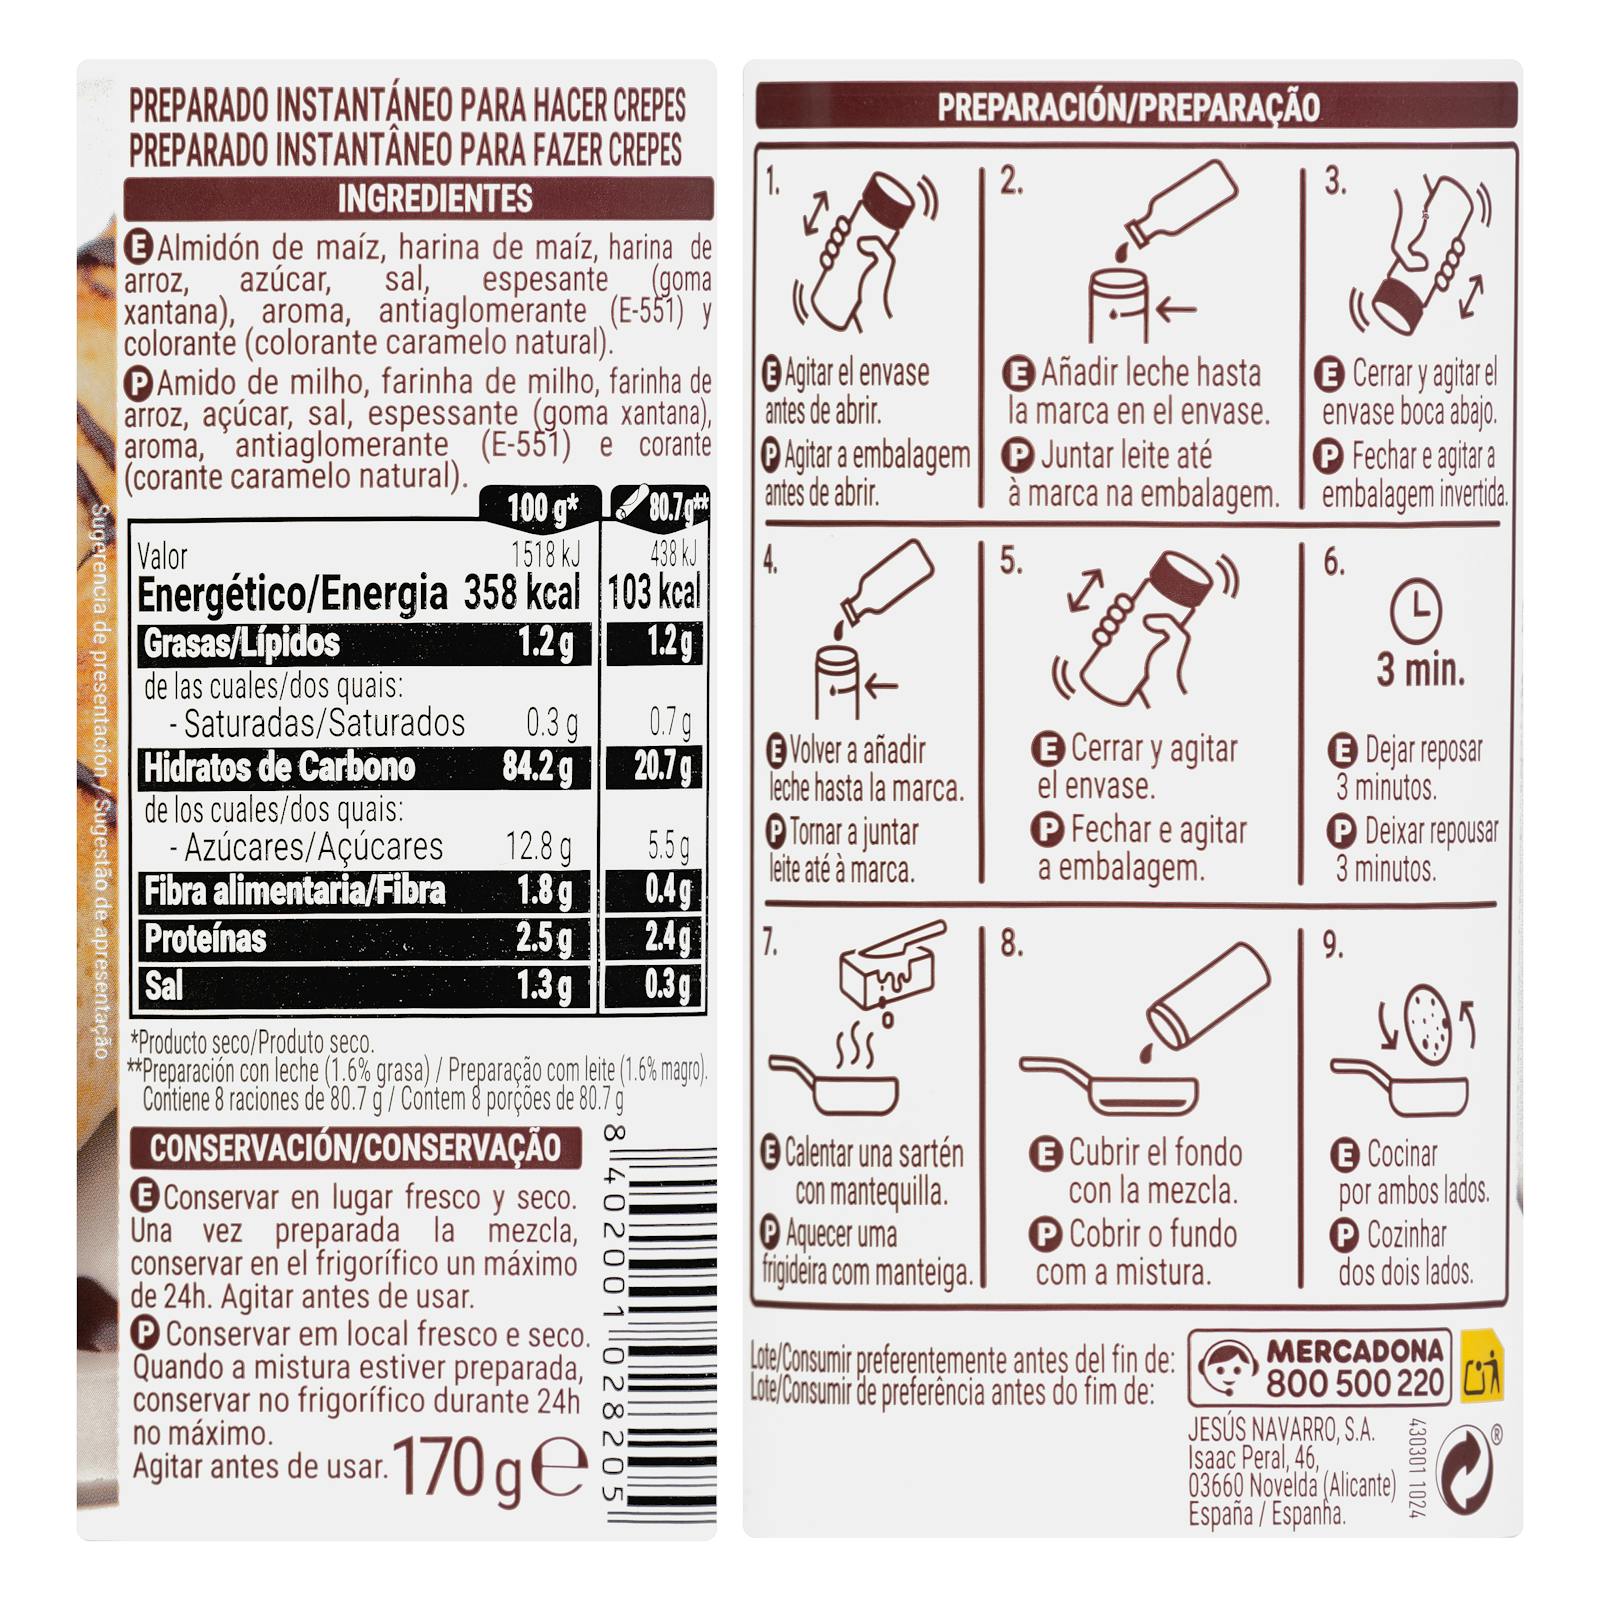 PREPARADO INSTANTÁNEO PARA HACER CREPES
PREPARADO INSTANTÂNEO PARA FAZER CREPES
INGREDIENTES
E Almidón de maíz, harina de maíz, harina de
arroz, azúcar, sal, espesante (goma
xantana), aroma, antiaglomerante (E-551) y
colorante (colorante caramelo natural).
P Amido de milho, farinha de milho, farinha de
arroz, açúcar, sal, espessante (goma xantana),
aroma, antiaglomerante (E-551) e corante
(corante caramelo natural).
100 g* 80.7 g**
Valor 1518 kJ 438 kJ
Energético/Energia 358 kcal 103 kcal
Grasas/Lípidos 1.2 g 1.2 g
de las cuales/dos quais:
- Saturadas/Saturados 0.3 g 0.7 g
Hidratos de Carbono 84.2 g 20.7 g
de los cuales/dos quais:
- Azúcares/Açúcares 12.8 g 5.5 g
Fibra alimentaria/Fibra 1.8 g 0.4 g
Proteínas 2.5 g 2.4 g
Sal 1.3 g 0.3 g
*Producto seco/Produto seco.
**Preparación con leche (1.6% grasa) / Preparação com leite (1.6% magro).
Contiene 8 raciones de 80.7 g / Contem 8 porções de 80.7 g
CONSERVACIÓN/CONSERVAÇÃO
E Conservar en lugar fresco y seco.
Una vez preparada la mezcla,
conservar en el frigorífico un máximo
de 24h. Agitar antes de usar.
P Conservar em local fresco e seco.
Quando a mistura estiver preparada,
conservar no frigorífico durante 24h
no máximo.
Agitar antes de usar.
170 g e
8 402001 028205
Sugerencia de presentación / Sugestão de apresentação
PREPARACIÓN/PREPARAÇÃO
1.
E Agitar el envase
antes de abrir.
P Agitar a embalagem
antes de abrir.
2.
E Añadir leche hasta
la marca en el envase.
P Juntar leite até
à marca na embalagem.
3.
E Cerrar y agitar el
envase boca abajo.
P Fechar e agitar a
embalagem invertida.
4.
E Volver a añadir
leche hasta la marca.
P Tornar a juntar
leite até à marca.
5.
E Cerrar y agitar
el envase.
P Fechar e agitar
a embalagem.
6.
3 min.
E Dejar reposar
3 minutos.
P Deixar repousar
3 minutos.
7.
E Calentar una sartén
con mantequilla.
P Aquecer uma
frigideira com manteiga.
8.
E Cubrir el fondo
con la mezcla.
P Cobrir o fundo
com a mistura.
9.
E Cocinar
por ambos lados.
P Cozinhar
dos dois lados.
Lote/Consumir preferentemente antes del fin de:
Lote/Consumir de preferência antes do fim de:
MERCADONA
800 500 220
JESÚS NAVARRO, S.A.
Isaac Peral, 46,
03660 Novelda (Alicante)
España / Espanha.
430301 1024
®